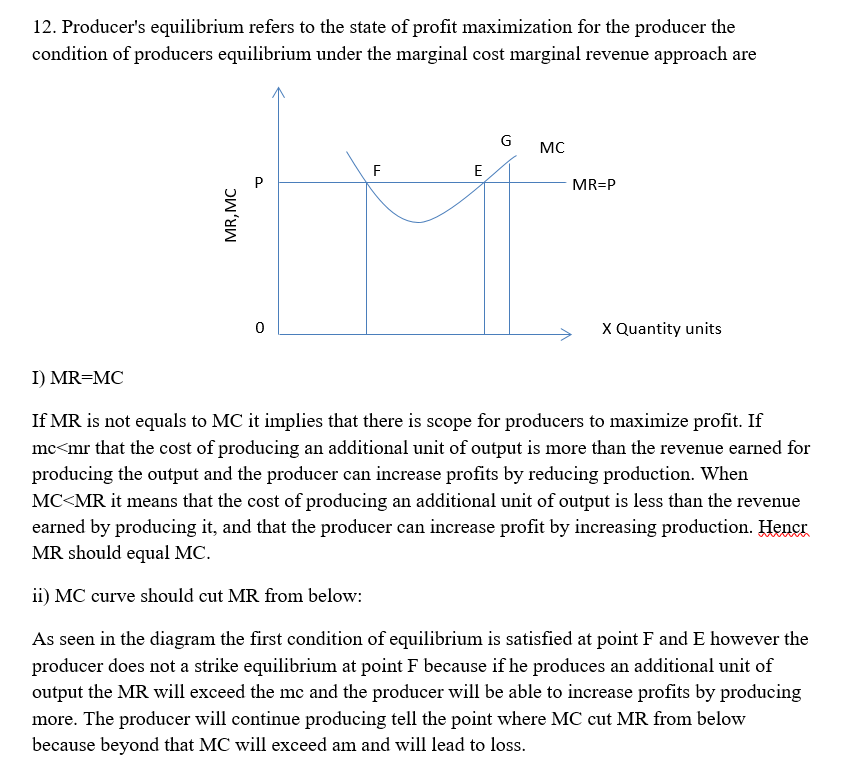 12. Producer's equilibrium refers to the state of profit maximization for the producer the
condition of producers equilibrium under the marginal cost marginal revenue approach are
G
MC
F
E
P
MR=P
MR,MC
0
X Quantity units
I) MR=MC
If MR is not equals to MC it implies that there is scope for producers to maximize profit. If
mc<mr that the cost of producing an additional unit of output is more than the revenue earned for
producing the output and the producer can increase profits by reducing production. When
MC<MR it means that the cost of producing an additional unit of output is less than the revenue
earned by producing it, and that the producer can increase profit by increasing production. Hencr
MR should equal MC.
ii) MC curve should cut MR from below:
As seen in the diagram the first condition of equilibrium is satisfied at point F and E however the
producer does not a strike equilibrium at point F because if he produces an additional unit of
output the MR will exceed the mc and the producer will be able to increase profits by producing
more. The producer will continue producing tell the point where MC cut MR from below
because beyond that MC will exceed am and will lead to loss.